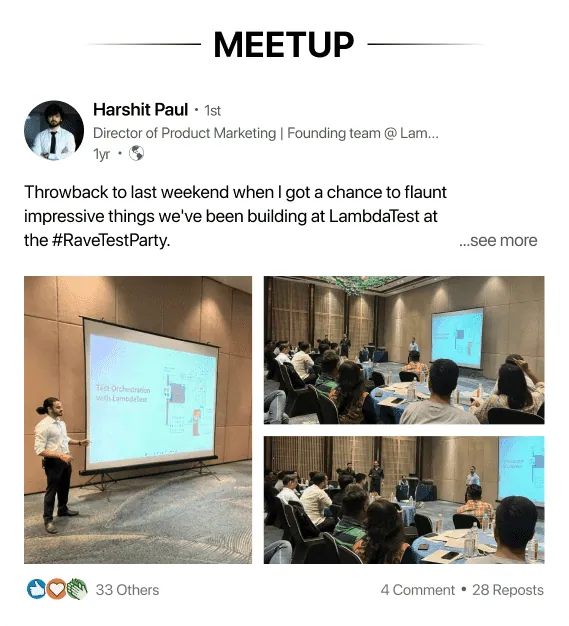 MEETUP
Harshit Paul • 1st
Director of Product Marketing | Founding team @ Lam...
1yr •
Throwback to last weekend when I got a chance to flaunt
impressive things we've been building at LambdaTest at
the #RaveTestParty.
...see more
Test Orchestration
with LambdaTest
33 Others
4 Comment • 28 Reposts